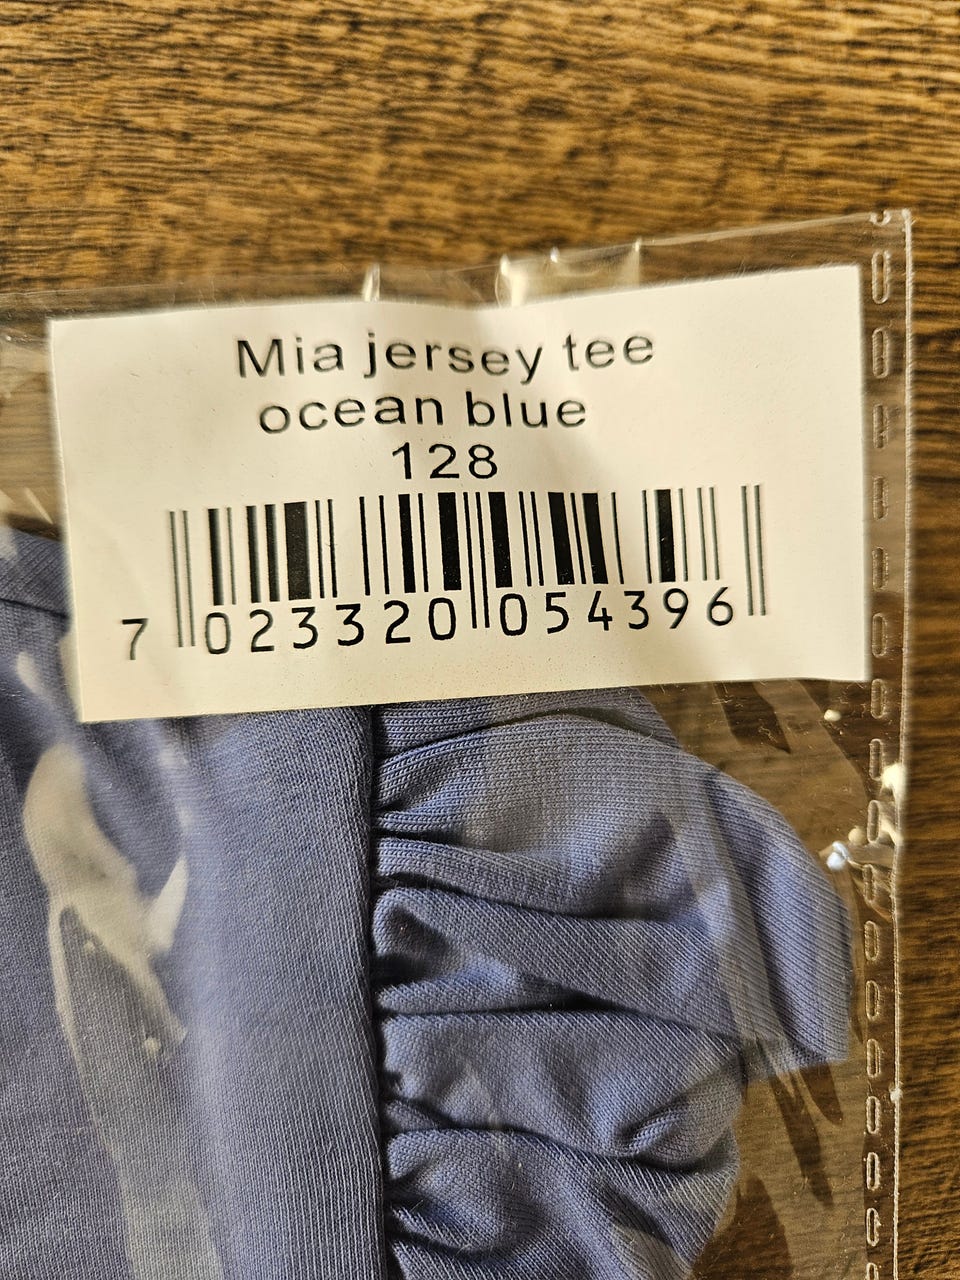 Mia jersey tee
ocean blue
128
7 023320 054396